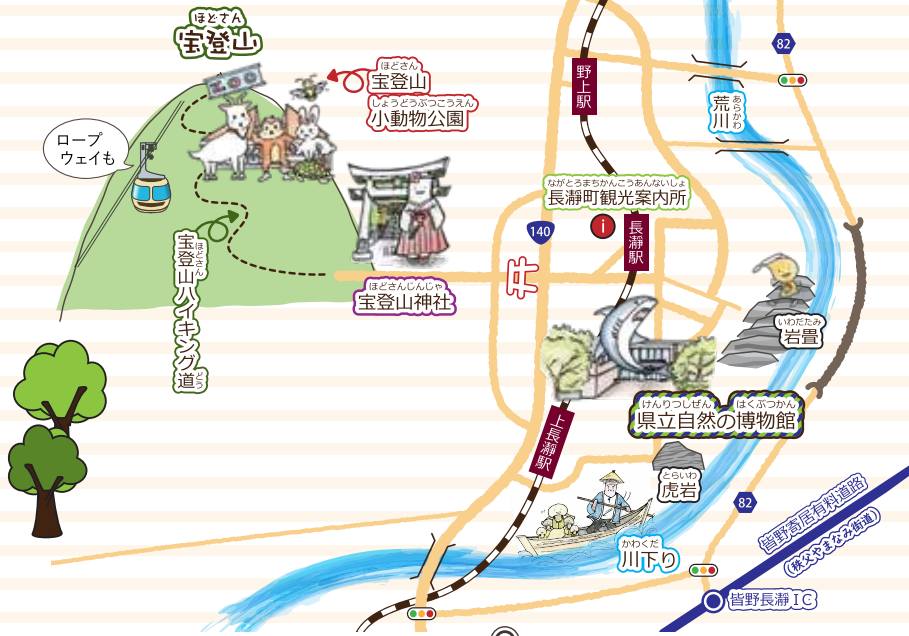 ほどさん
宝登山
ZOO
ほどさん
宝登山
しょうどうぶつこうえん
小動物公園
ロープ
ウェイも
宝登山ハイキング道
ほどさん
どう
ほどさんじんじゃ
宝登山神社
野上駅
82
荒川
あらかわ
ながとろまちかんこうあんないしょ
長瀞町観光案内所
i
長瀞駅
140
いわだたみ
岩畳
けんりつしぜん はくぶつかん
県立自然の博物館
上長瀞駅
とらいわ
虎岩
かわくだ
川下り
82
皆野寄居有料道路
(秩父やまなみ街道)
皆野長瀞IC